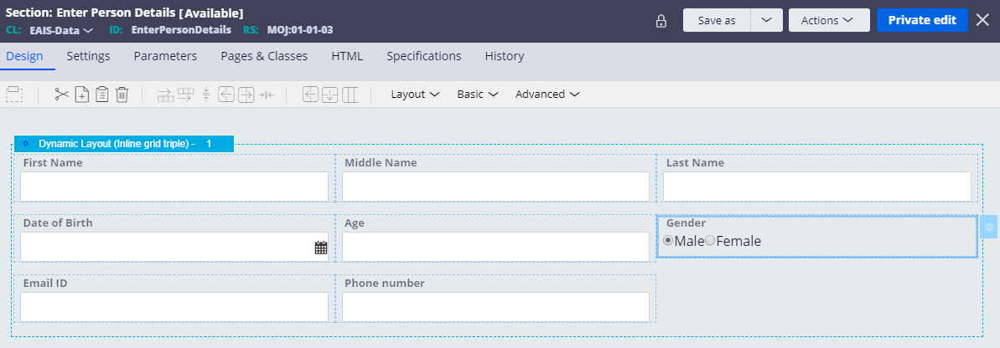 Section: Enter Person Details [Available]
CL: EAIS-Data ID: EnterPersonDetails RS: MOJ:01-01-03
Save as Actions Private edit
Design Settings Parameters Pages & Classes HTML Specifications History
Layout Basic Advanced
Dynamic Layout (Inline grid triple) - 1
First Name Middle Name Last Name
Date of Birth Age Gender
Male Female
Email ID Phone number